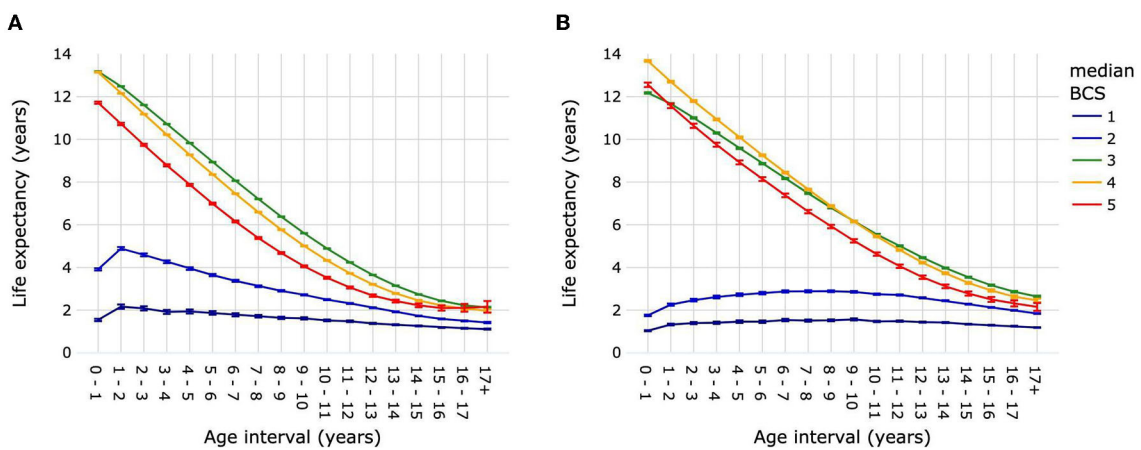 A
B
14
12
10
8
6
4
2
0
Life expectancy (years)
0 - 1
1 - 2
2 - 3
3 - 4
4 - 5
5 - 6
6 - 7
7 - 8
8 - 9
9 - 10
10 - 11
11 - 12
12 - 13
13 - 14
14 - 15
15 - 16
16 - 17
17+
Age interval (years)
14
12
10
8
6
4
2
0
Life expectancy (years)
0 - 1
1 - 2
2 - 3
3 - 4
4 - 5
5 - 6
6 - 7
7 - 8
8 - 9
9 - 10
10 - 11
11 - 12
12 - 13
13 - 14
14 - 15
15 - 16
16 - 17
17+
Age interval (years)
median
BCS
1
2
3
4
5